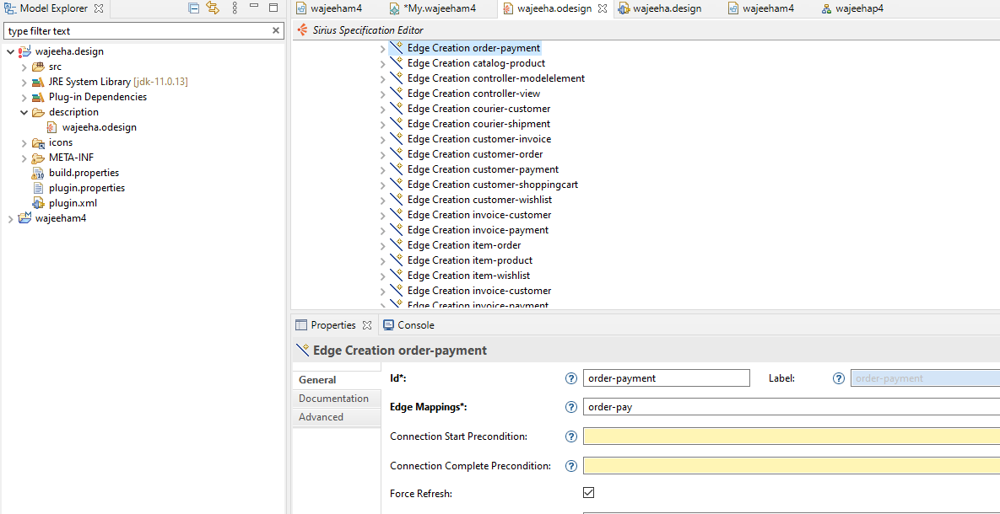 Model Explorer
type filter text
wajeeha.design
src
JRE System Library [jdk-11.0.13]
Plug-in Dependencies
description
wajeeha.odesign
icons
META-INF
build.properties
plugin.properties
plugin.xml
wajeeham4
wajeeham4
*My.wajeeham4
wajeeha.odesign
wajeeha.design
wajeeham4
wajeehap4
Sirius Specification Editor
Edge Creation order-payment
Edge Creation catalog-product
Edge Creation controller-modelelement
Edge Creation controller-view
Edge Creation courier-customer
Edge Creation courier-shipment
Edge Creation customer-invoice
Edge Creation customer-order
Edge Creation customer-payment
Edge Creation customer-shoppingcart
Edge Creation customer-wishlist
Edge Creation invoice-customer
Edge Creation invoice-payment
Edge Creation item-order
Edge Creation item-product
Edge Creation item-wishlist
Edge Creation invoice-customer
Edge Creation invoice-payment
Properties
Console
Edge Creation order-payment
General
Documentation
Advanced
Id*:
order-payment
Label:
order-payment
Edge Mappings*:
order-pay
Connection Start Precondition:
Connection Complete Precondition:
Force Refresh: